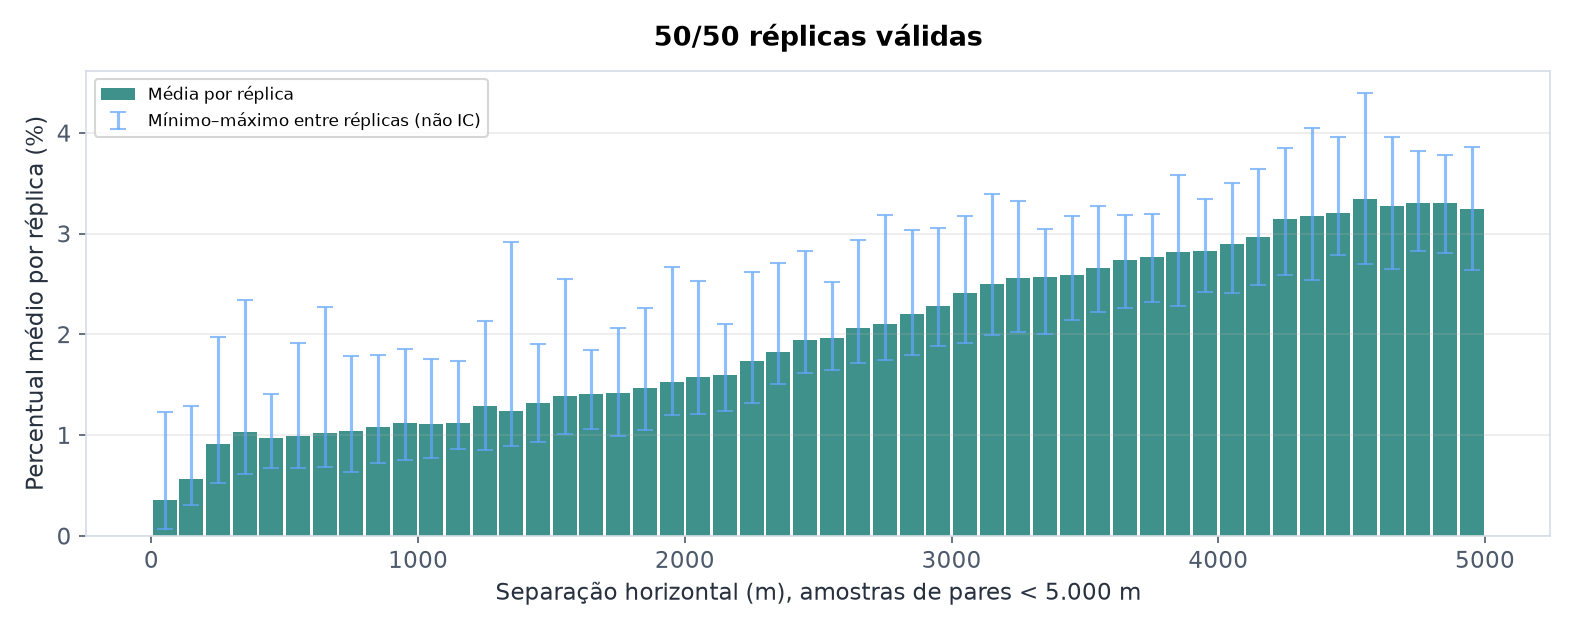 50/50 réplicas válidas
Média por réplica
Mínimo–máximo entre réplicas (não IC)
Percentual médio por réplica (%)
4
3
2
1
0
0 1000 2000 3000 4000 5000
Separação horizontal (m), amostras de pares < 5.000 m